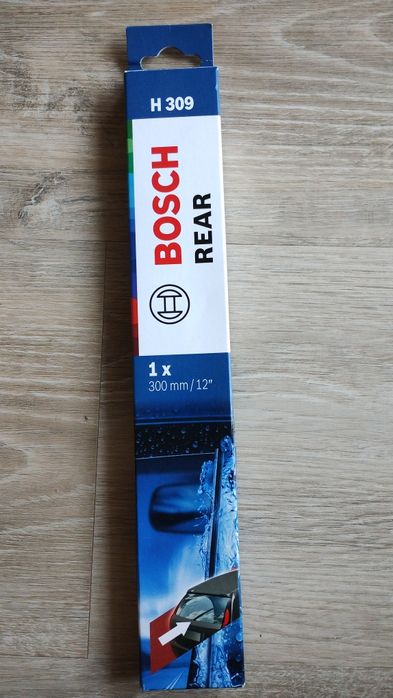 H 309
BOSCH
REAR
1 x
300 mm / 12"